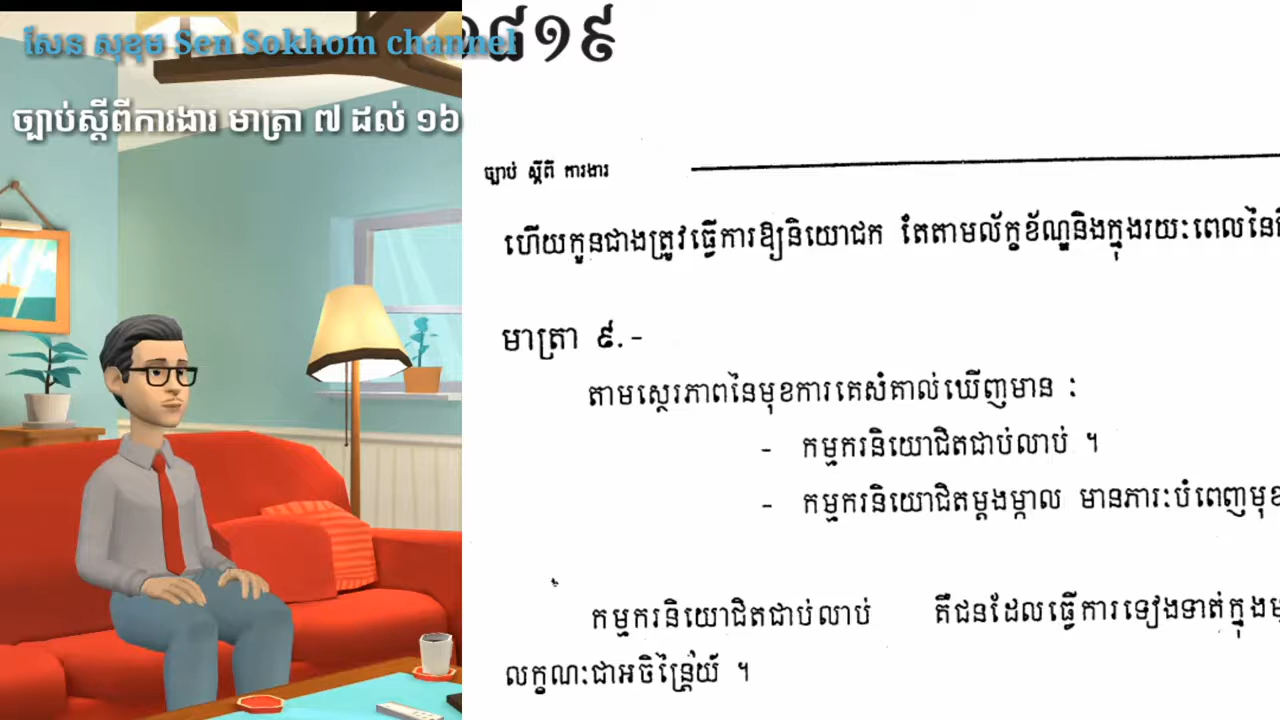 សែន សុខុម Sen Sokhom channel
ច្បាប់ស្ដីពីការងារ មាត្រា ៧ ដល់ ១៦
៨១៩
ច្បាប់ ស្ដីពី ការងារ
ហើយកូនជាងត្រូវធ្វើការឱ្យនិយោជក តែតាមល័ក្ខខ័ណ្ឌនិងក្នុងរយៈពេលនៃ
មាត្រា ៩.-
តាមស្ថេរភាពនៃមុខការគេសំគាល់ឃើញមាន ៈ
- កម្មករនិយោជិតជាប់លាប់ ។
- កម្មករនិយោជិតម្ដងម្កាល មានភារៈបំពេញមុខ
កម្មករនិយោជិតជាប់លាប់ គឺជនដែលធ្វើការទៀងទាត់ក្នុង
លក្ខណៈជាអចិន្ត្រៃយ៍ ។